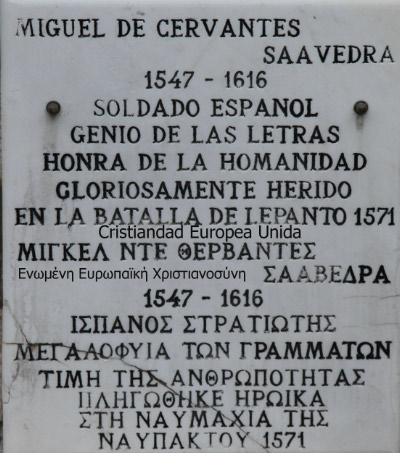 MIGUEL DE CERVANTES
SAAVEDRA
1547 - 1616
SOLDADO ESPANOL
GENIO DE LAS LETRAS
HONRA DE LA HOMANIDAD
GLORIOSAMENTE HERIDO
EN LA BATALLA DE LEPANTO 1571
Cristiandad Europea Unida
ΜΙΓΚΕΛ ΝΤΕ ΘΕΡΒΑΝΤΕΣ
Ενωμένη Ευρωπαϊκή Χριστιανοσύνη
ΣΑΑΒΕΔΡΑ
1547 - 1616
ΙΣΠΑΝΟΣ ΣΤΡΑΤΙΩΤΗΣ
ΜΕΓΑΛΟΦΥΙΑ ΤΩΝ ΓΡΑΜΜΑΤΩΝ
ΤΙΜΗ ΤΗΣ ΑΝΘΡΩΠΟΤΗΤΑΣ
ΠΛΗΓΩΘΗΚΕ ΗΡΩΙΚΑ
ΣΤΗ ΝΑΥΜΑΧΙΑ ΤΗΣ
ΝΑΥΠΑΚΤΟΥ 1571